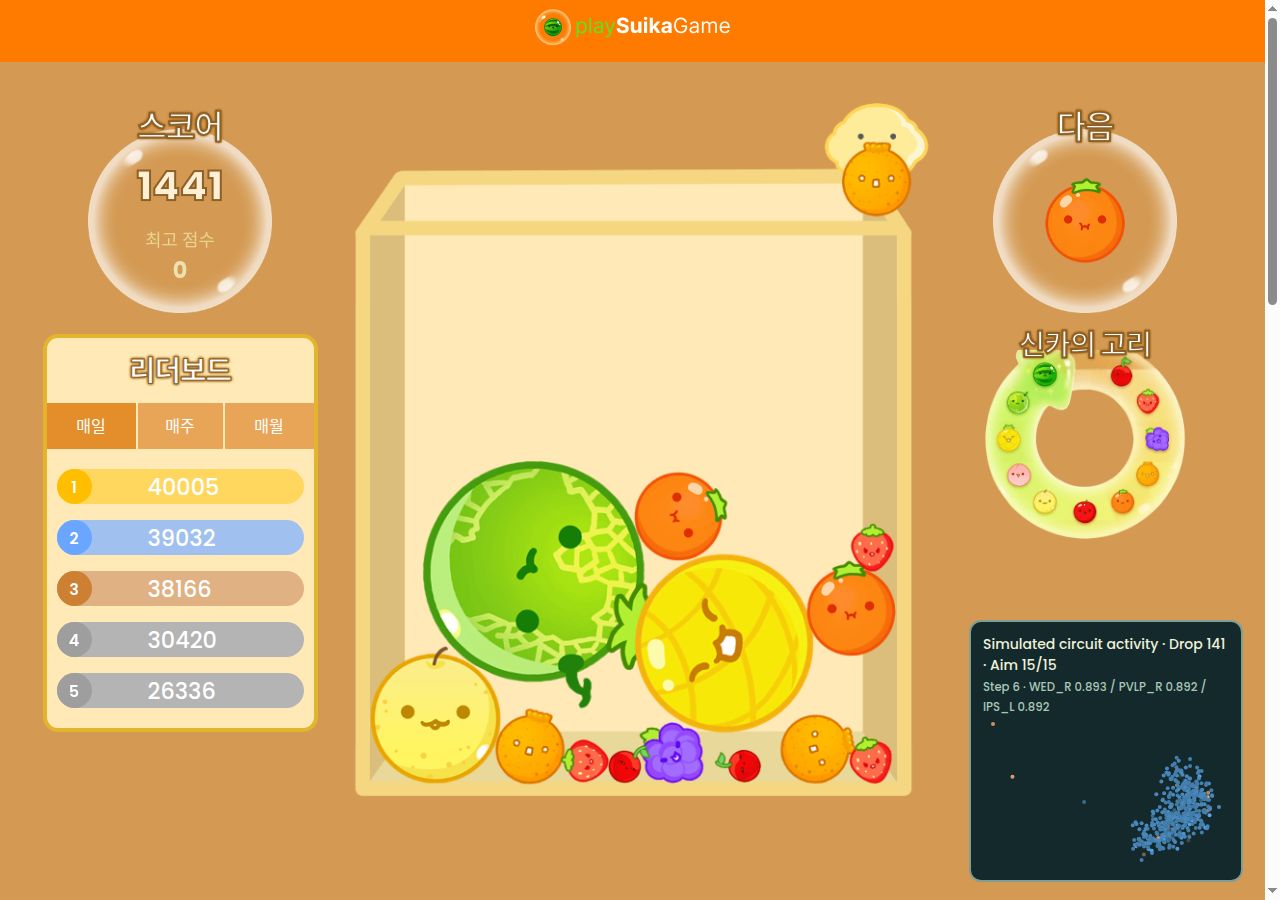 playSuikaGame
스코어
1441
최고 점수
0
다음
신카의 고리
리더보드
매일
매주
매월
1 40005
2 39032
3 38166
4 30420
5 26336
Simulated circuit activity · Drop 141
· Aim 15/15
Step 6 · WED_R 0.893 / PVLP_R 0.892 /
IPS_L 0.892